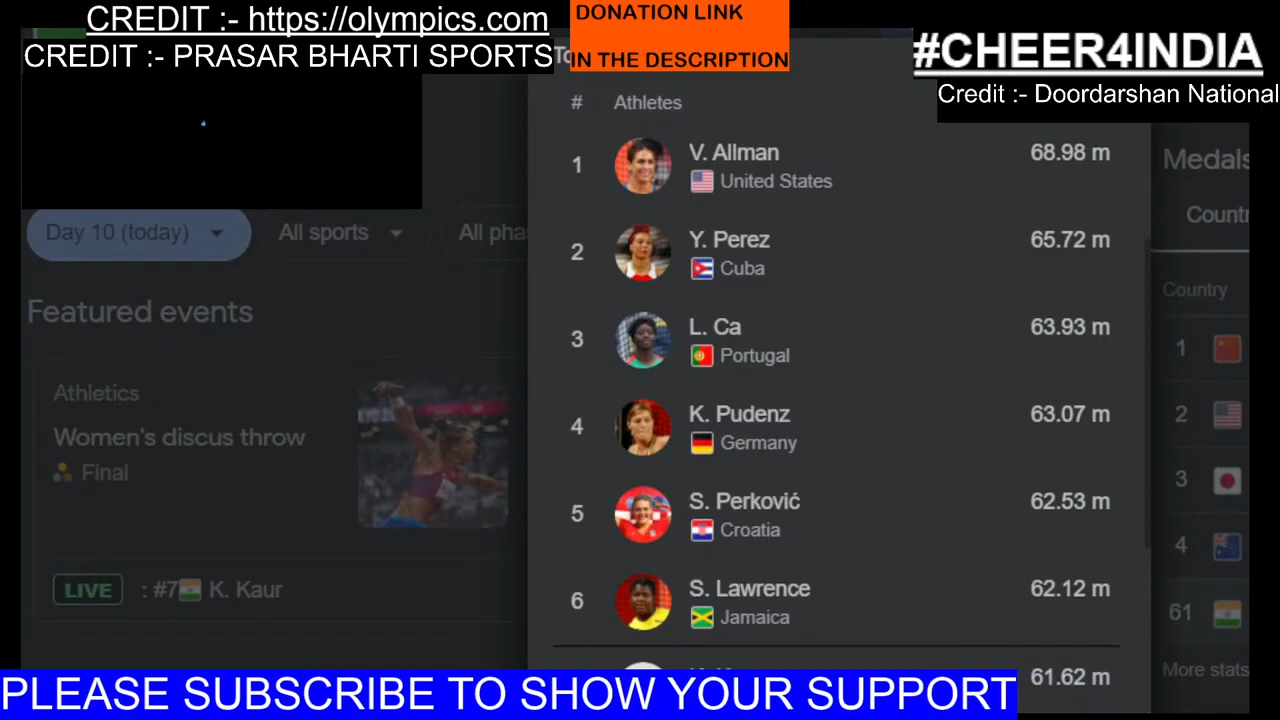 CREDIT :- https://olympics.com
CREDIT :- PRASAR BHARTI SPORTS
DONATION LINK
IN THE DESCRIPTION
#CHEER4INDIA
Credit :- Doordarshan National
# Athletes
1 V. Allman 68.98 m
United States
2 Y. Perez 65.72 m
Cuba
3 L. Ca 63.93 m
Portugal
4 K. Pudenz 63.07 m
Germany
5 S. Perković 62.53 m
Croatia
6 S. Lawrence 62.12 m
Jamaica
61.62 m
Day 10 (today)
All sports
All pha
Featured events
Athletics
Women's discus throw
Final
LIVE : #7 K. Kaur
Medals
Countr
Country
1
2
3
4
61
More stats
PLEASE SUBSCRIBE TO SHOW YOUR SUPPORT